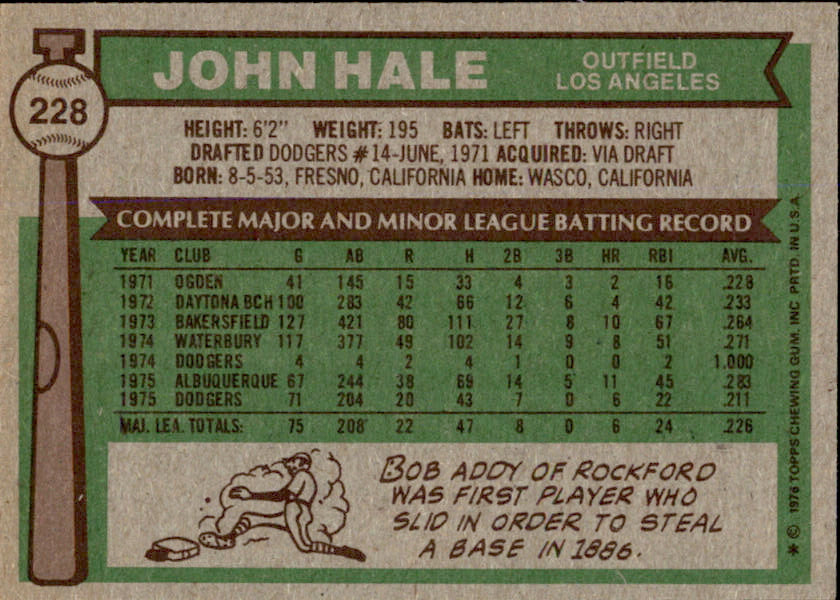 228
JOHN HALE
OUTFIELD
LOS ANGELES
HEIGHT: 6'2" WEIGHT: 195 BATS: LEFT THROWS: RIGHT
DRAFTED DODGERS #14-JUNE, 1971 ACQUIRED: VIA DRAFT
BORN: 8-5-53, FRESNO, CALIFORNIA HOME: WASCO, CALIFORNIA
COMPLETE MAJOR AND MINOR LEAGUE BATTING RECORD
YEAR CLUB G AB R H 2B 3B HR RBI AVG.
1971 OGDEN 41 145 15 33 4 3 2 16 .228
1972 DAYTONA BCH 100 283 42 66 12 6 4 42 .233
1973 BAKERSFIELD 127 421 80 111 27 8 10 67 .264
1974 WATERBURY 117 377 49 102 14 9 8 51 .271
1974 DODGERS 4 4 2 4 1 0 0 2 1.000
1975 ALBUQUERQUE 67 244 38 69 14 5 11 45 .283
1975 DODGERS 71 204 20 43 7 0 6 22 .211
MAJ. LEA. TOTALS: 75 208 22 47 8 0 6 24 .226
BOB ADDY OF ROCKFORD
WAS FIRST PLAYER WHO
SLID IN ORDER TO STEAL
A BASE IN 1886.
* © 1976 TOPPS CHEWING GUM, INC PRTD. IN U.S.A.